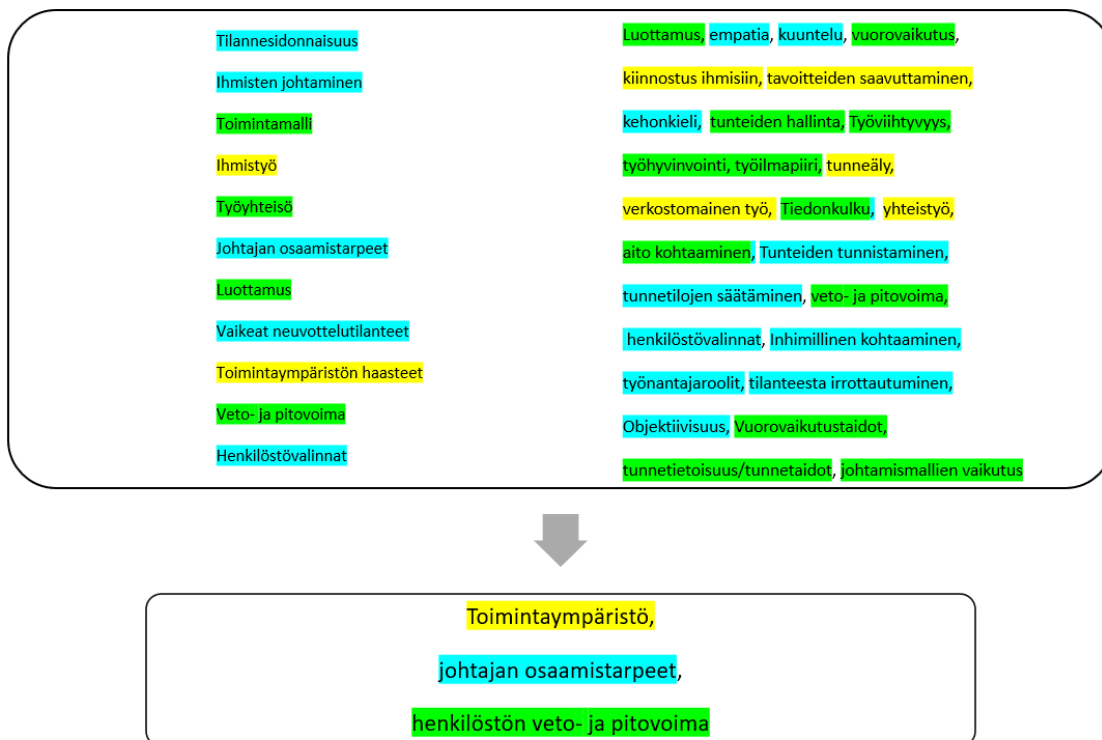 Tilannesidonnaisuus
Ihmisten johtaminen
Toimintamalli
Ihmistyö
Työyhteisö
Johtajan osaamistarpeet
Luottamus
Vaikeat neuvottelutilanteet
Toimintaympäristön haasteet
Veto- ja pitovoima
Henkilöstövalinnat
Luottamus, empatia, kuuntelu, vuorovaikutus,
kiinnostus ihmisiin, tavoitteiden saavuttaminen,
kehonkieli, tunteiden hallinta, Työviihtyvyys,
työhyvinvointi, työilmapiiri, tunneäly,
verkostomainen työ, Tiedonkulku, yhteistyö,
aito kohtaaminen, Tunteiden tunnistaminen,
tunnetilojen säätäminen, veto- ja pitovoima,
henkilöstövalinnat, Inhimillinen kohtaaminen,
työnantajaroolit, tilanteesta irrottautuminen,
Objektiivisuus, Vuorovaikutustaidot,
tunnetietoisuus/tunnetaidot, johtamismallien vaikutus
Toimintaympäristö,
johtajan osaamistarpeet,
henkilöstön veto- ja pitovoima